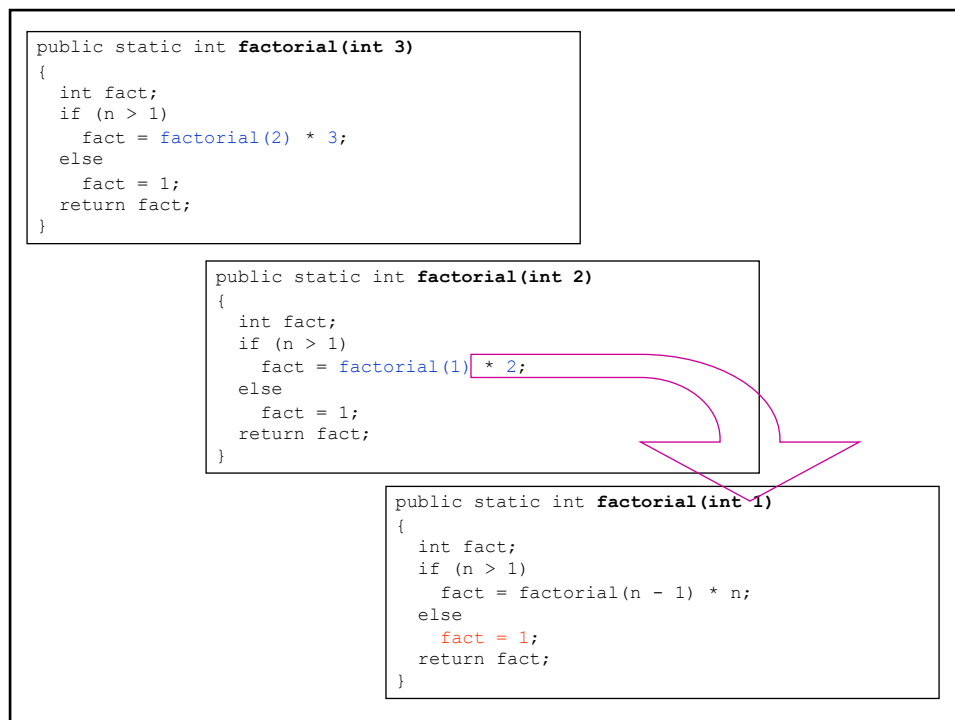 public static int factorial(int 3)
{
  int fact;
  if (n > 1)
    fact = factorial(2) * 3;
  else
    fact = 1;
  return fact;
}
public static int factorial(int 2)
{
  int fact;
  if (n > 1)
    fact = factorial(1) * 2;
  else
    fact = 1;
  return fact;
}
public static int factorial(int 1)
{
  int fact;
  if (n > 1)
    fact = factorial(n - 1) * n;
  else
    fact = 1;
  return fact;
}